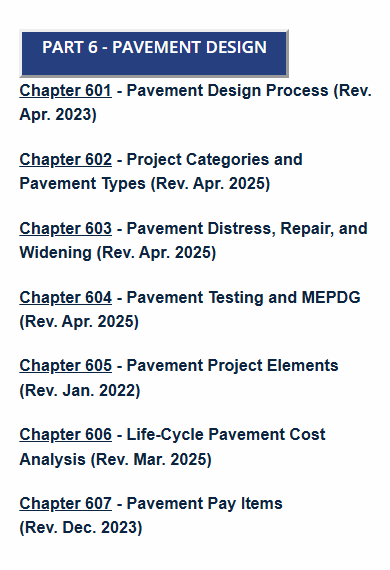 PART 6 - PAVEMENT DESIGN
Chapter 601 - Pavement Design Process (Rev.
Apr. 2023)
Chapter 602 - Project Categories and
Pavement Types (Rev. Apr. 2025)
Chapter 603 - Pavement Distress, Repair, and
Widening (Rev. Apr. 2025)
Chapter 604 - Pavement Testing and MEPDG
(Rev. Apr. 2025)
Chapter 605 - Pavement Project Elements
(Rev. Jan. 2022)
Chapter 606 - Life-Cycle Pavement Cost
Analysis (Rev. Mar. 2025)
Chapter 607 - Pavement Pay Items
(Rev. Dec. 2023)